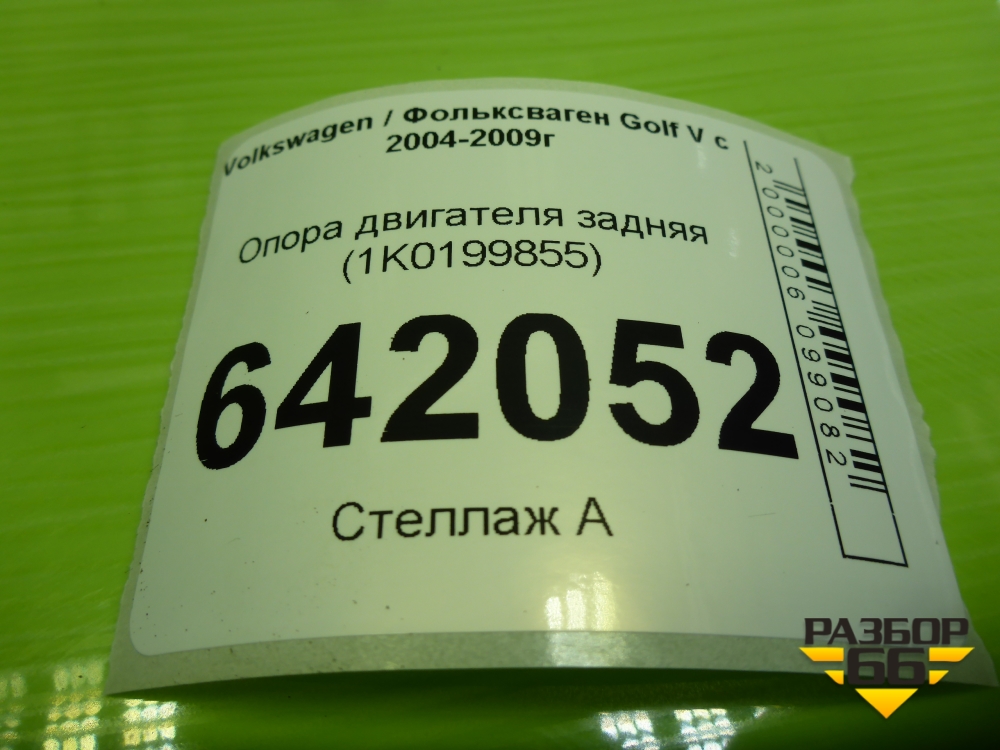 Volkswagen / Фольксваген Golf V с
2004-2009г
Опора двигателя задняя
(1K0199855)
642052
Стеллаж А
2000006099082
РАЗБОР
66